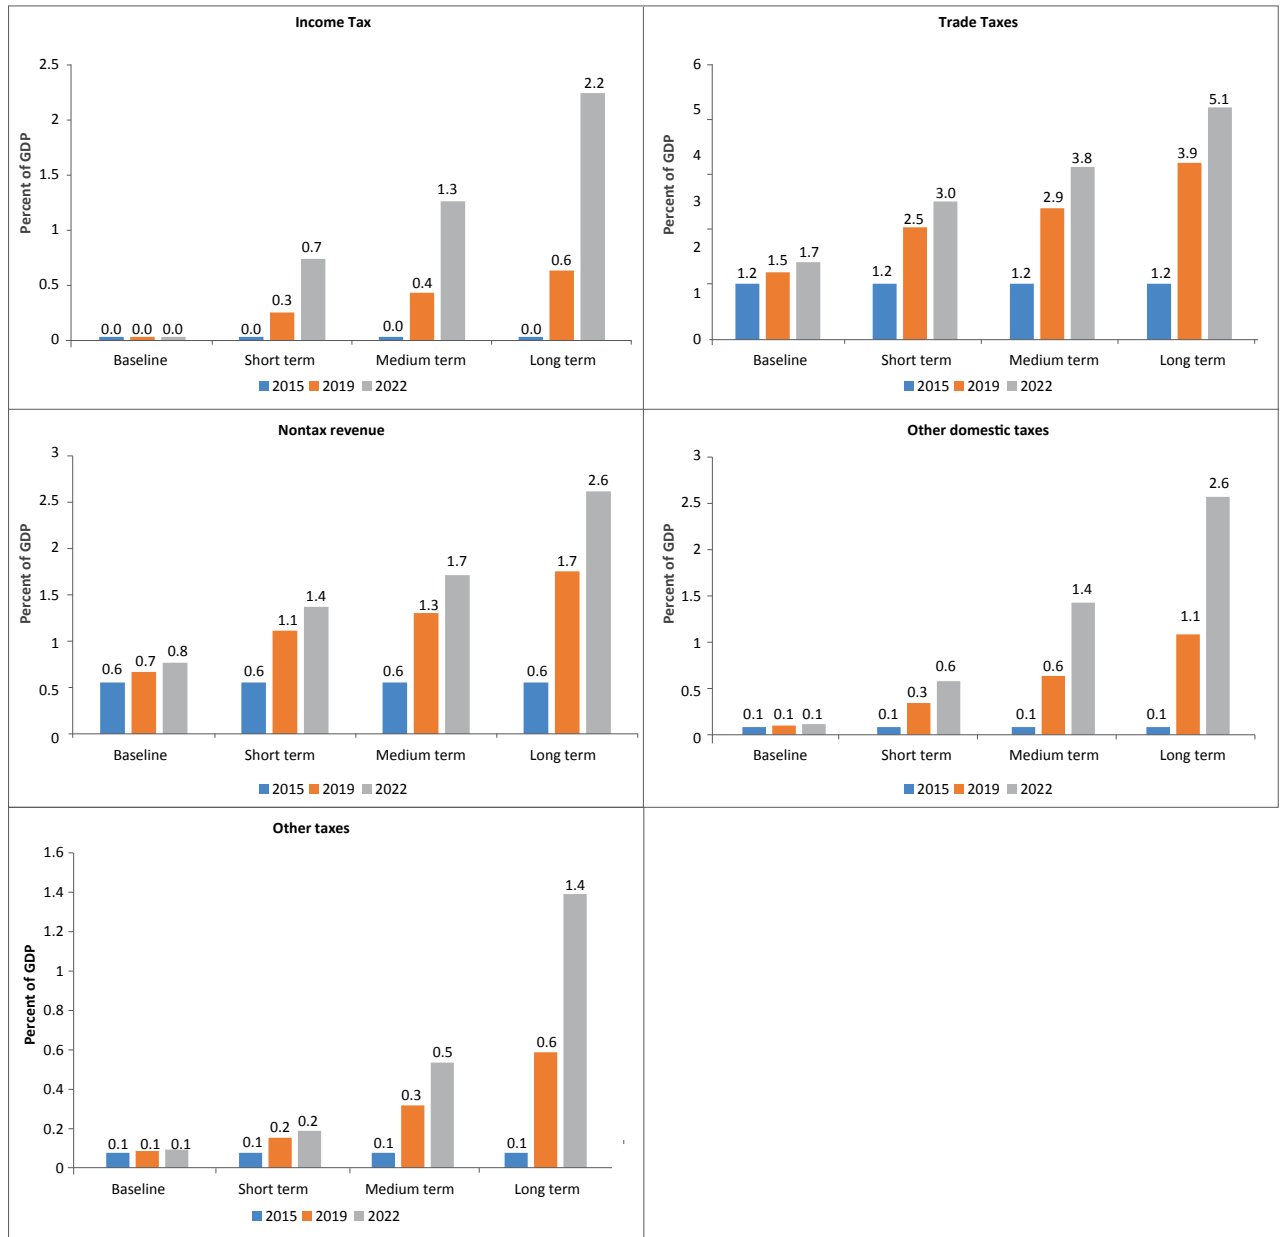 Income Tax
Percent of GDP
2.5
2
1.5
1
0.5
0
0.0 0.0 0.0
0.0 0.3 0.7
0.0 0.4 1.3
0.0 0.6 2.2
Baseline Short term Medium term Long term
2015 2019 2022
Trade Taxes
Percent of GDP
6
5
4
3
2
1
0
1.2 1.5 1.7
1.2 2.5 3.0
1.2 2.9 3.8
1.2 3.9 5.1
Baseline Short term Medium term Long term
2015 2019 2022
Nontax revenue
Percent of GDP
3
2.5
2
1.5
1
0.5
0
0.6 0.7 0.8
0.6 1.1 1.4
0.6 1.3 1.7
0.6 1.7 2.6
Baseline Short term Medium term Long term
2015 2019 2022
Other domestic taxes
Percent of GDP
3
2.5
2
1.5
1
0.5
0
0.1 0.1 0.1
0.1 0.3 0.6
0.1 0.6 1.4
0.1 1.1 2.6
Baseline Short term Medium term Long term
2015 2019 2022
Other taxes
Percent of GDP
1.6
1.4
1.2
1
0.8
0.6
0.4
0.2
0
0.1 0.1 0.1
0.1 0.2 0.2
0.1 0.3 0.5
0.1 0.6 1.4
Baseline Short term Medium term Long term
2015 2019 2022